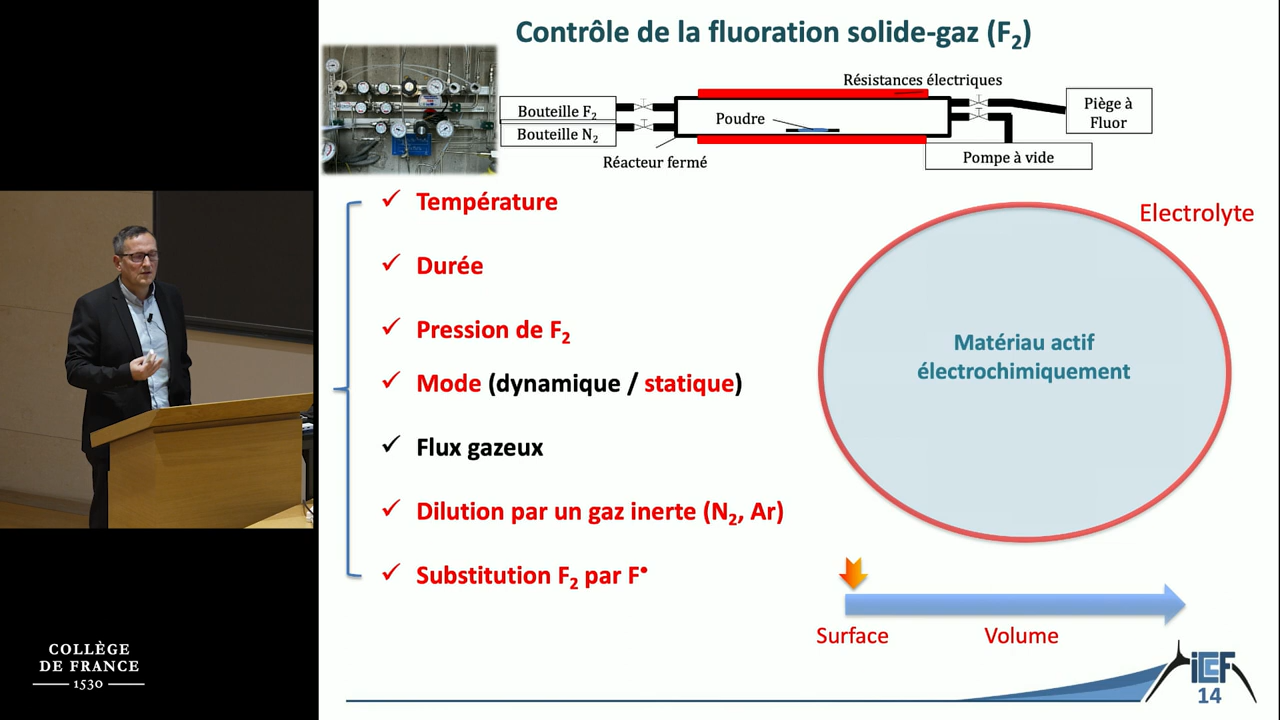 Contrôle de la fluoration solide-gaz (F₂)
Résistances électriques
Bouteille F₂
Bouteille N₂
Poudre
Piège à
Fluor
Réacteur fermé
Pompe à vide
✓ Température
✓ Durée
✓ Pression de F₂
✓ Mode (dynamique / statique)
✓ Flux gazeux
✓ Dilution par un gaz inerte (N₂, Ar)
✓ Substitution F₂ par F•
Electrolyte
Matériau actif
électrochimiquement
Surface
Volume
COLLÈGE
DE FRANCE
1530
iCCF
14